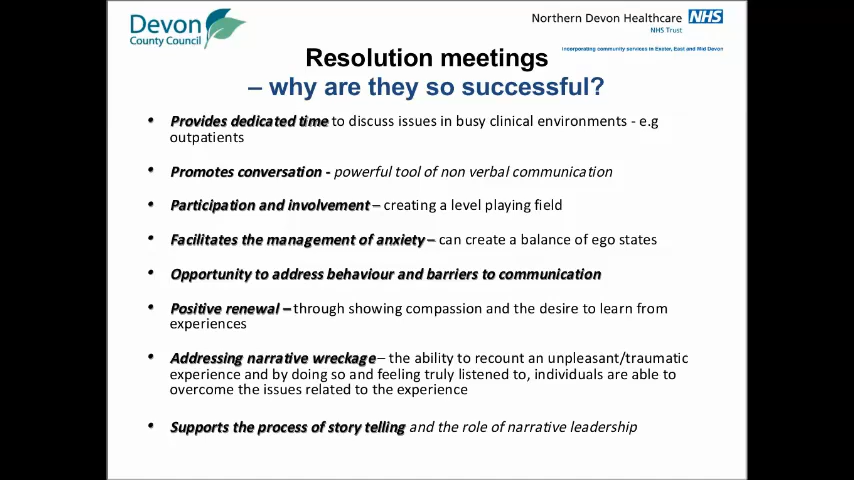 Devon
County Council
Northern Devon Healthcare NHS
NHS Trust
Incorporating community services in Exeter, East and Mid Devon
Resolution meetings
– why are they so successful?
• Provides dedicated time to discuss issues in busy clinical environments - e.g
outpatients
• Promotes conversation - powerful tool of non verbal communication
• Participation and involvement – creating a level playing field
• Facilitates the management of anxiety – can create a balance of ego states
• Opportunity to address behaviour and barriers to communication
• Positive renewal – through showing compassion and the desire to learn from
experiences
• Addressing narrative wreckage – the ability to recount an unpleasant/traumatic
experience and by doing so and feeling truly listened to, individuals are able to
overcome the issues related to the experience
• Supports the process of story telling and the role of narrative leadership